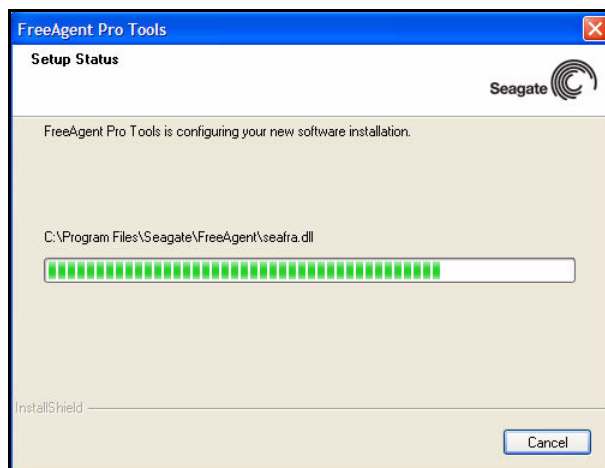 FreeAgent Pro Tools
Setup Status
Seagate
FreeAgent Pro Tools is configuring your new software installation.
C:\Program Files\Seagate\FreeAgent\seafra.dll
InstallShield
Cancel